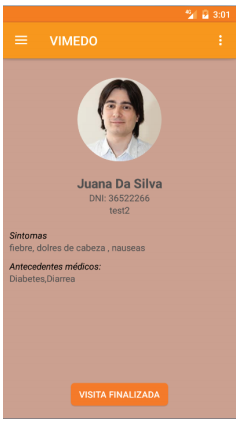 4G 3:01
VIMEDO
Juana Da Silva
DNI: 36522266
test2
Sintomas
fiebre, dolres de cabeza , nauseas
Antecedentes médicos:
Diabetes,Diarrea
VISITA FINALIZADA